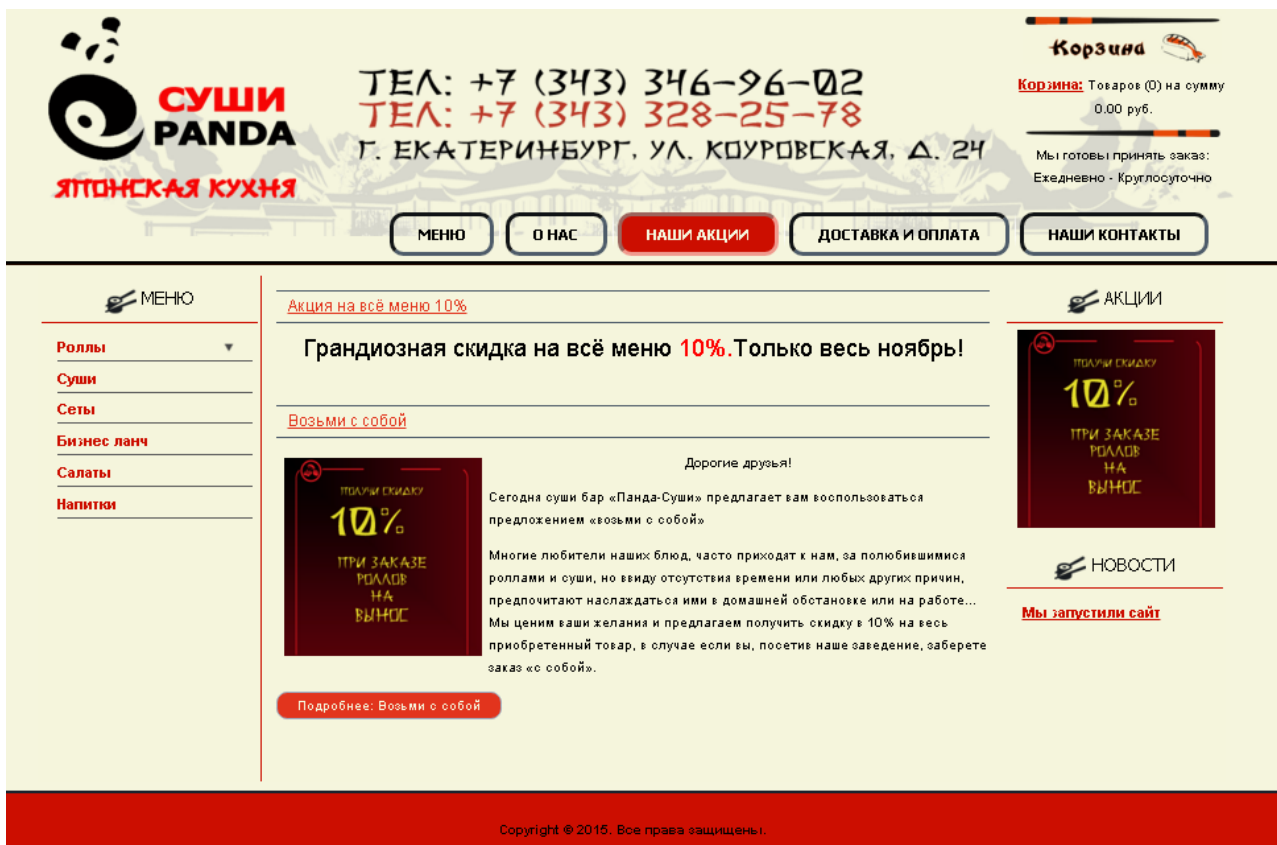 СУШИ
PANDA
ЯПОНСКАЯ КУХНЯ
ТЕЛ: +7 (343) 346-96-02
ТЕЛ: +7 (343) 328-25-78
Г. ЕКАТЕРИНБУРГ, УЛ. КОУРОВСКАЯ, Д. 24
Корзина
Корзина: Товаров (0) на сумму
0.00 руб.
Мы готовы принять заказ:
Ежедневно - Круглосуточно
МЕНЮ
О НАС
НАШИ АКЦИИ
ДОСТАВКА И ОПЛАТА
НАШИ КОНТАКТЫ
МЕНЮ
Роллы
Суши
Сеты
Бизнес ланч
Салаты
Напитки
Акция на всё меню 10%
Грандиозная скидка на всё меню 10%.Только весь ноябрь!
Возьми с собой
ПОЛУЧИ СКИДКУ
10%
ПРИ ЗАКАЗЕ
РОЛЛОВ
НА
ВЫНОС
Дорогие друзья!
Сегодня суши бар «Панда-Суши» предлагает вам воспользоваться
предложением «возьми с собой»
Многие любители наших блюд, часто приходят к нам, за полюбившимися
роллами и суши, но ввиду отсутствия времени или любых других причин,
предпочитают наслаждаться ими в домашней обстановке или на работе...
Мы ценим ваши желания и предлагаем получить скидку в 10% на весь
приобретенный товар, в случае если вы, посетив наше заведение, заберете
заказ «с собой».
Подробнее: Возьми с собой
АКЦИИ
ПОЛУЧИ СКИДКУ
10%
ПРИ ЗАКАЗЕ
РОЛЛОВ
НА
ВЫНОС
НОВОСТИ
Мы запустили сайт
Copyright © 2015. Все права защищены.